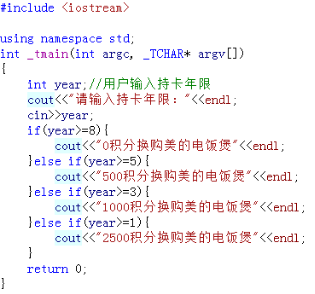 #include <iostream>
using namespace std;
int _tmain(int argc, _TCHAR* argv[])
{
int year;//用户输入持卡年限
cout<<"请输入持卡年限："<<endl;
cin>>year;
if(year>=8){
cout<<"0积分换购美的电饭煲"<<endl;
}else if(year>=5){
cout<<"500积分换购美的电饭煲"<<endl;
}else if(year>=3){
cout<<"1000积分换购美的电饭煲"<<endl;
}else if(year>=1){
cout<<"2500积分换购美的电饭煲"<<endl;
}
return 0;
}